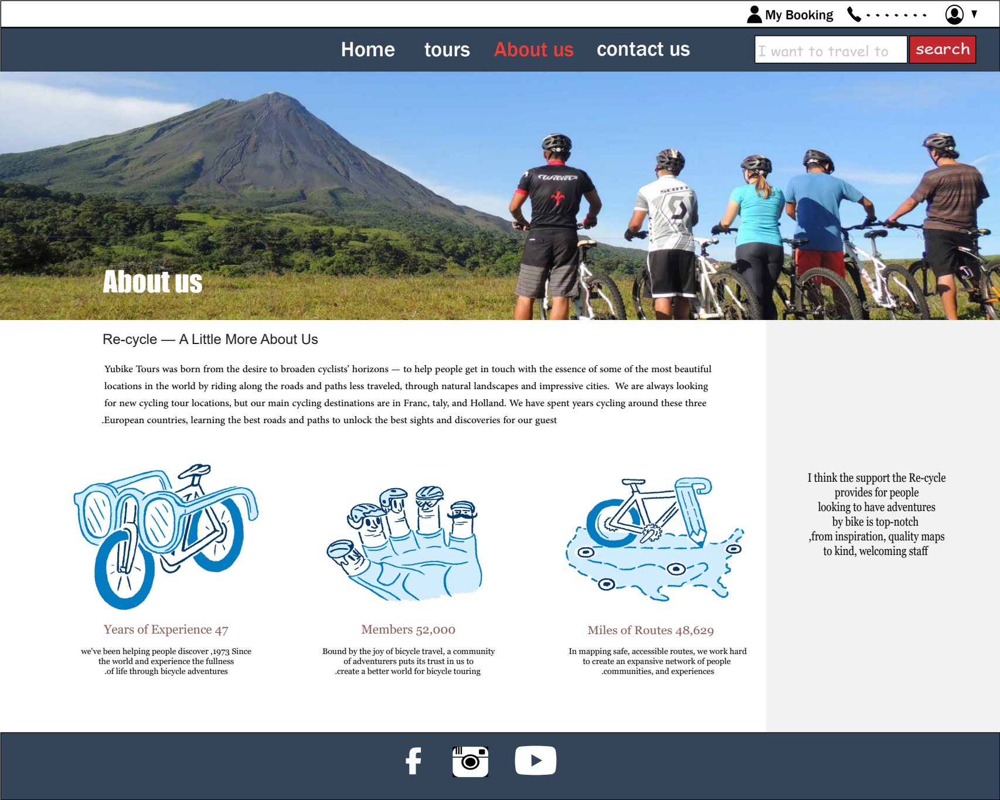 My Booking
Home tours About us contact us
I want to travel to search
Wilier
SCOTT
About us
Re-cycle — A Little More About Us
Yubike Tours was born from the desire to broaden cyclists’ horizons — to help people get in touch with the essence of some of the most beautiful
locations in the world by riding along the roads and paths less traveled, through natural landscapes and impressive cities. We are always looking
for new cycling tour locations, but our main cycling destinations are in Franc, taly, and Holland. We have spent years cycling around these three
.European countries, learning the best roads and paths to unlock the best sights and discoveries for our guest
I think the support the Re-cycle
provides for people
looking to have adventures
by bike is top-notch
,from inspiration, quality maps
to kind, welcoming staff
Years of Experience 47
we've been helping people discover ,1973 Since
the world and experience the fullness
.of life through bicycle adventures
Members 52,000
Bound by the joy of bicycle travel, a community
of adventurers puts its trust in us to
.create a better world for bicycle touring
Miles of Routes 48,629
In mapping safe, accessible routes, we work hard
to create an expansive network of people
.communities, and experiences